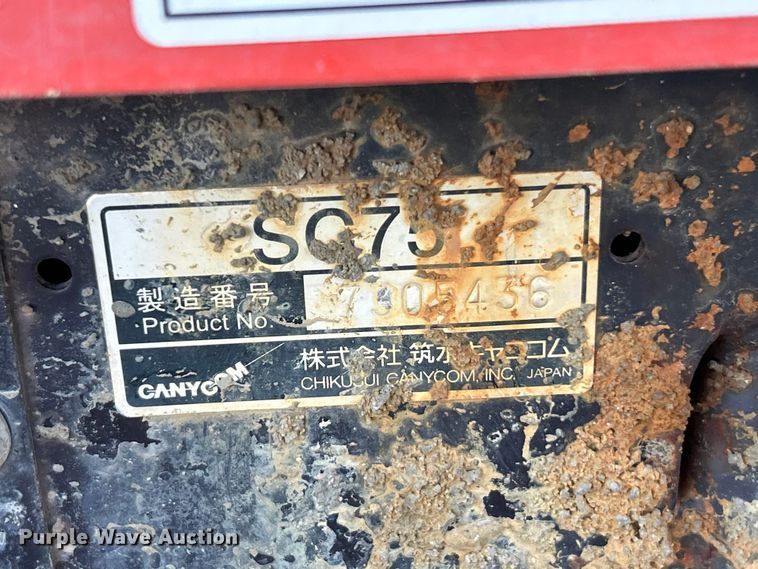 SC75
製造番号 7305436
Product No.
CANYCOM 株式会社 筑水キャニコム
CHIKUSUI CANYCOM, INC. JAPAN
Purple Wave Auction